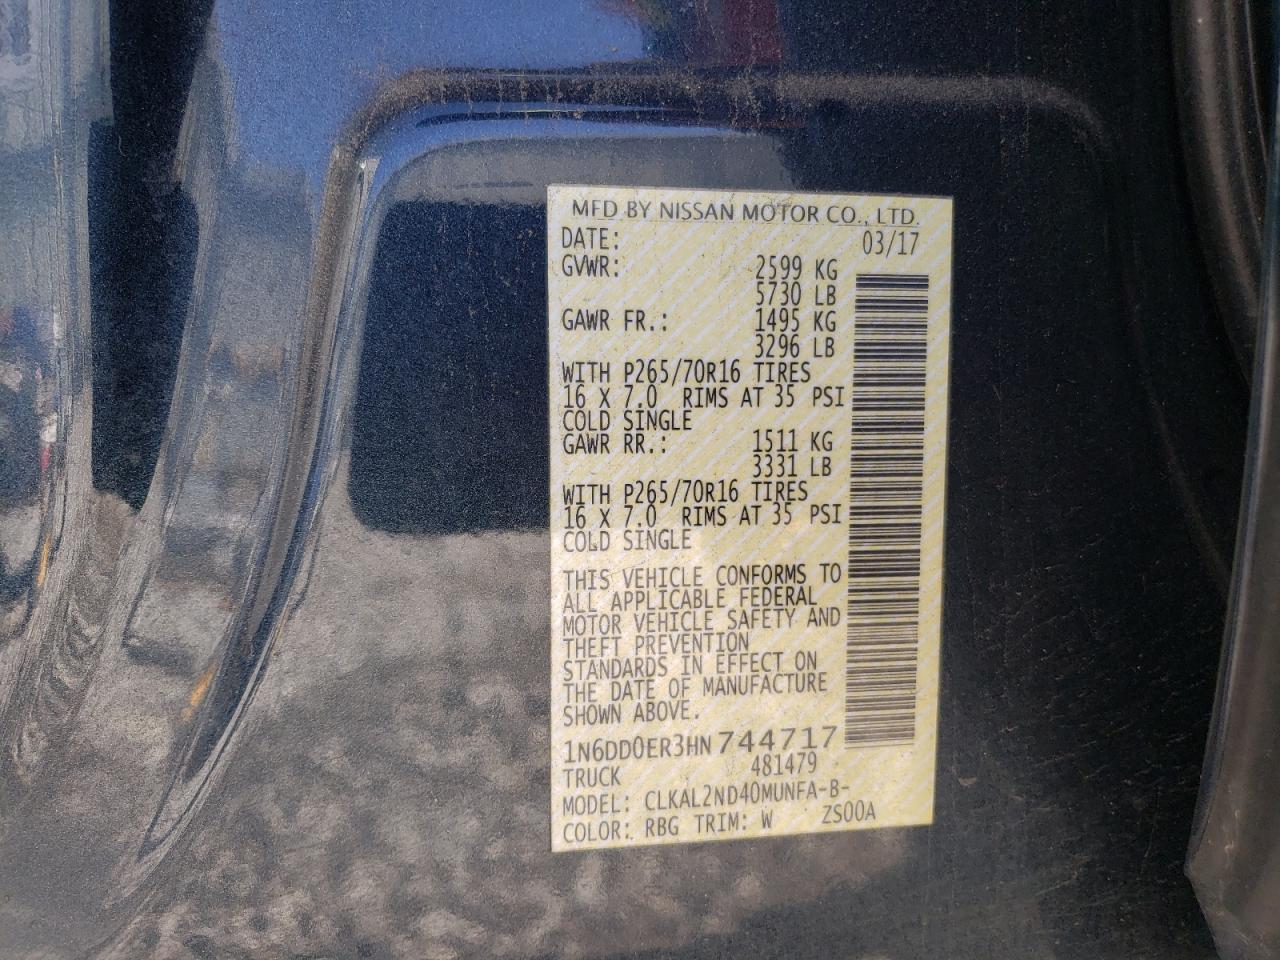 MFD BY NISSAN MOTOR CO., LTD.
DATE: 03/17
GVWR: 2599 KG
5730 LB
GAWR FR.: 1495 KG
3296 LB
WITH P265/70R16 TIRES
16 X 7.0 RIMS AT 35 PSI
COLD SINGLE
GAWR RR.: 1511 KG
3331 LB
WITH P265/70R16 TIRES
16 X 7.0 RIMS AT 35 PSI
COLD SINGLE
THIS VEHICLE CONFORMS TO
ALL APPLICABLE FEDERAL
MOTOR VEHICLE SAFETY AND
THEFT PREVENTION
STANDARDS IN EFFECT ON
THE DATE OF MANUFACTURE
SHOWN ABOVE.
1N6DD0ER3HN744717
TRUCK 481479
MODEL: CLKAL2ND40MUNFA-B-
COLOR: RBG TRIM: W ZS00A